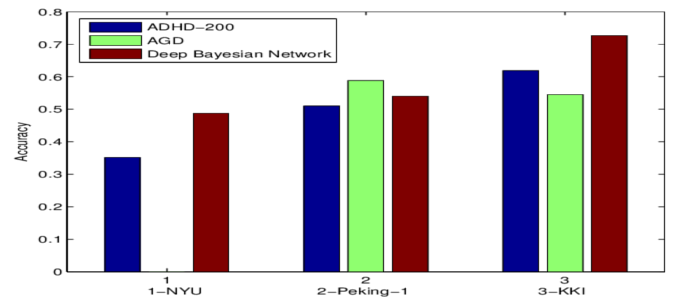 0.8
0.7
0.6
0.5
0.4
0.3
0.2
0.1
0
Accuracy
ADHD-200
AGD
Deep Bayesian Network
1 2 3
1-NYU 2-Peking-1 3-KKI